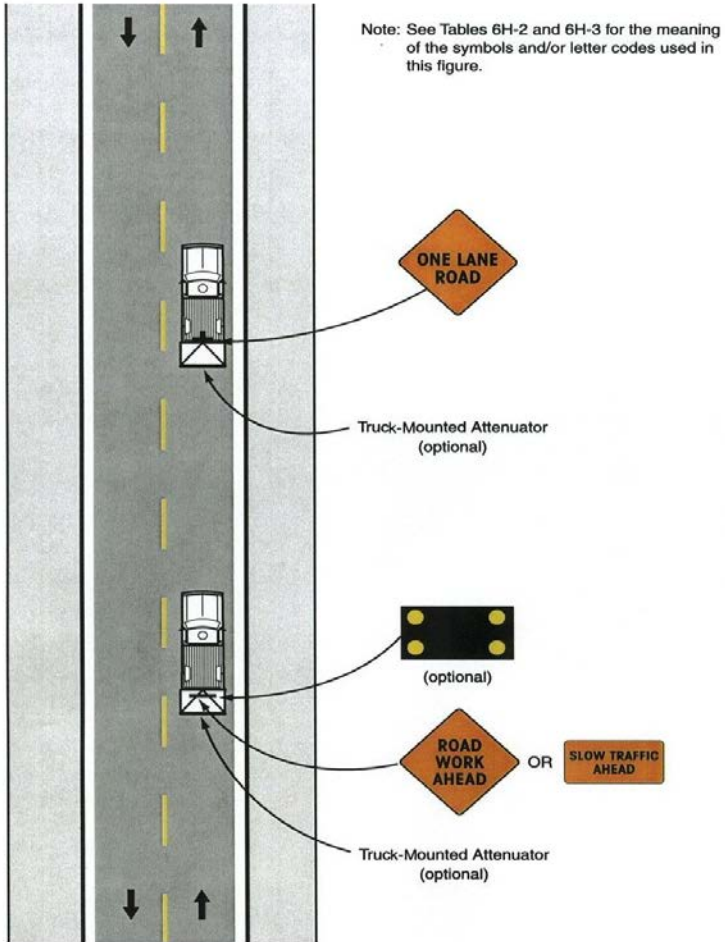 Note: See Tables 6H-2 and 6H-3 for the meaning
of the symbols and/or letter codes used in
this figure.
ONE LANE
ROAD
Truck-Mounted Attenuator
(optional)
(optional)
ROAD
WORK
AHEAD
OR
SLOW TRAFFIC
AHEAD
Truck-Mounted Attenuator
(optional)